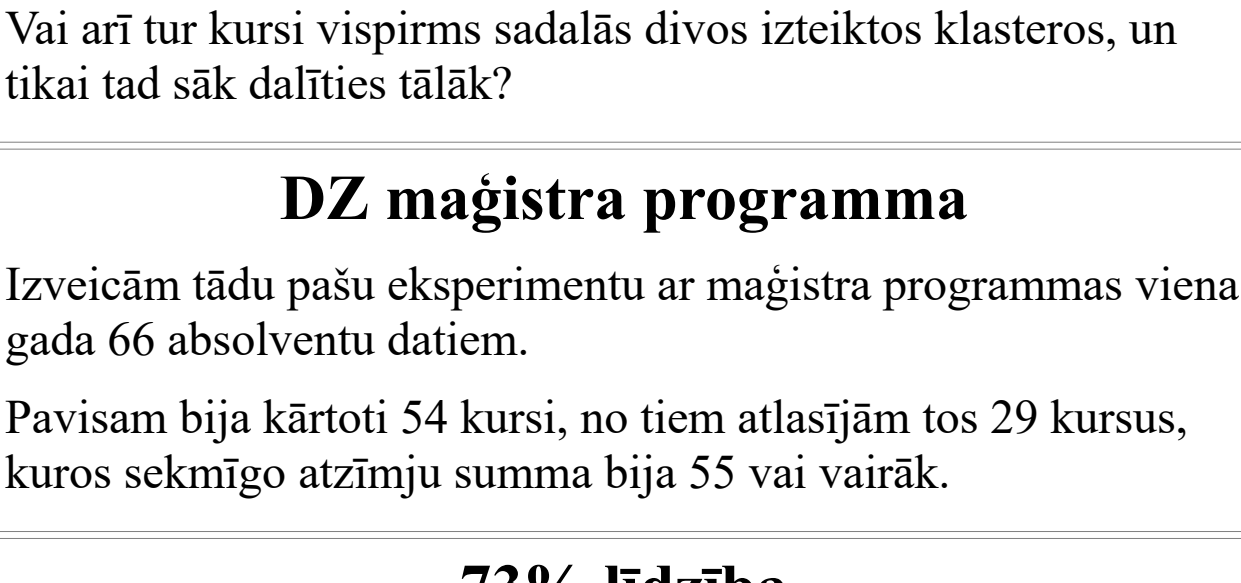 Vai arī tur kursi vispirms sadalās divos izteiktos klasteros, un
tikai tad sāk dalīties tālāk?
DZ maģistra programma
Izveicām tādu pašu eksperimentu ar maģistra programmas viena
gada 66 absolventu datiem.
Pavisam bija kārtoti 54 kursi, no tiem atlasījām tos 29 kursus,
kuros sekmīgo atzīmju summa bija 55 vai vairāk.
73% līdzība